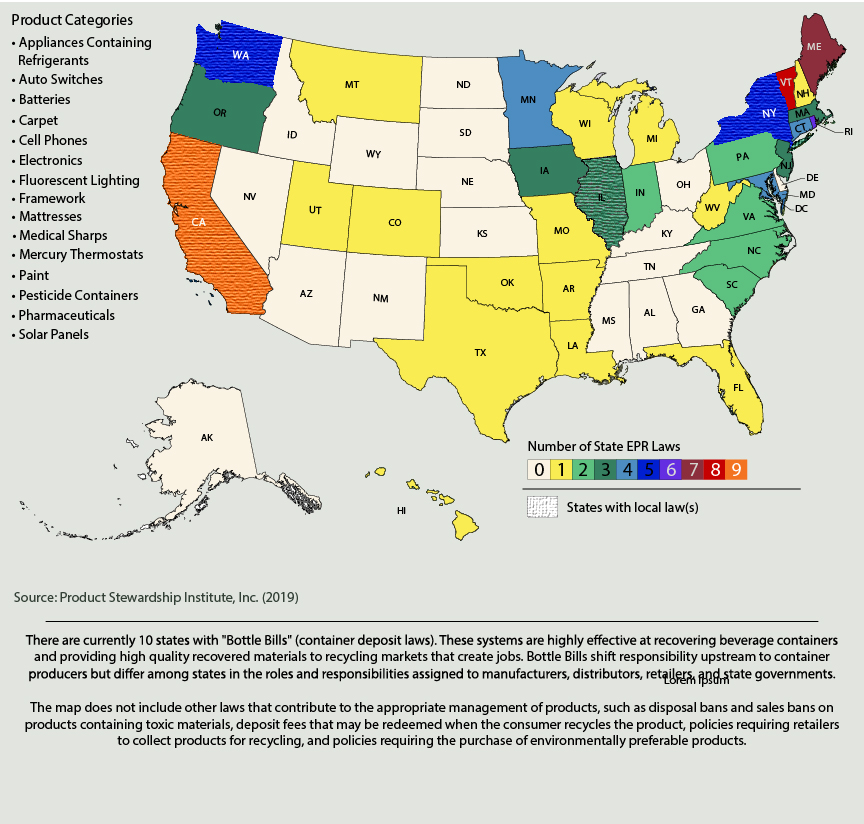 Product Categories
• Appliances Containing
Refrigerants
• Auto Switches
• Batteries
• Carpet
• Cell Phones
• Electronics
• Fluorescent Lighting
• Framework
• Mattresses
• Medical Sharps
• Mercury Thermostats
• Paint
• Pesticide Containers
• Pharmaceuticals
• Solar Panels
WA
MT
ND
MN
ME
VT
NH
OR
ID
SD
WI
MI
NY
MA
CT
RI
WY
IA
PA
NJ
NV
NE
IL
IN
OH
DE
MD
DC
CA
UT
CO
KS
MO
WV
VA
KY
NC
TN
AZ
NM
OK
AR
SC
MS
AL
GA
TX
LA
FL
AK
HI
Number of State EPR Laws
0 1 2 3 4 5 6 7 8 9
States with local law(s)
Source: Product Stewardship Institute, Inc. (2019)
There are currently 10 states with "Bottle Bills" (container deposit laws). These systems are highly effective at recovering beverage containers
and providing high quality recovered materials to recycling markets that create jobs. Bottle Bills shift responsibility upstream to container
producers but differ among states in the roles and responsibilities assigned to manufacturers, distributors, retailers, and state governments.
Lorem ipsum
The map does not include other laws that contribute to the appropriate management of products, such as disposal bans and sales bans on
products containing toxic materials, deposit fees that may be redeemed when the consumer recycles the product, policies requiring retailers
to collect products for recycling, and policies requiring the purchase of environmentally preferable products.